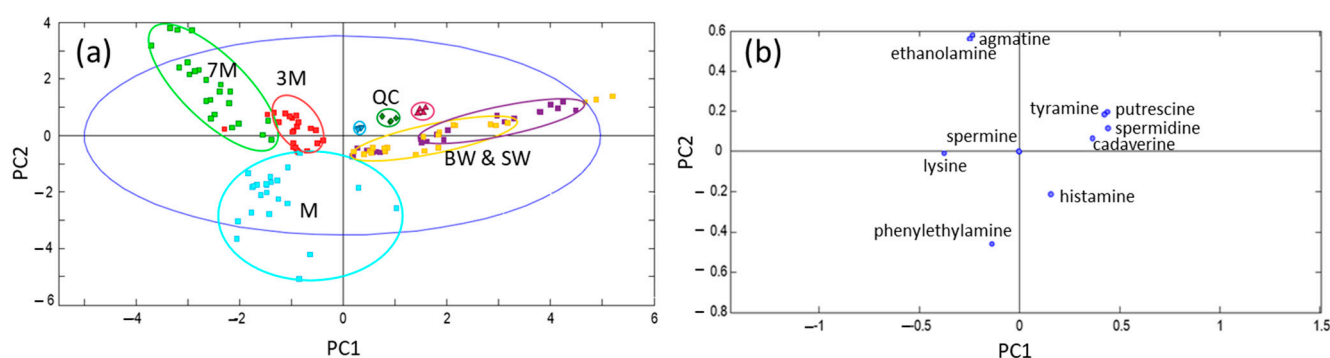 (a)
4
2
0
−2
−4
−6
PC2
7M
3M
QC
BW & SW
M
−4
−2
0
2
4
6
PC1
(b)
0.6
0.4
0.2
0
−0.2
−0.4
−0.6
−0.8
PC2
agmatine
ethanolamine
tyramine
putrescine
spermidine
spermine
cadaverine
lysine
histamine
phenylethylamine
−1
−0.5
0
0.5
1
1.5
PC1